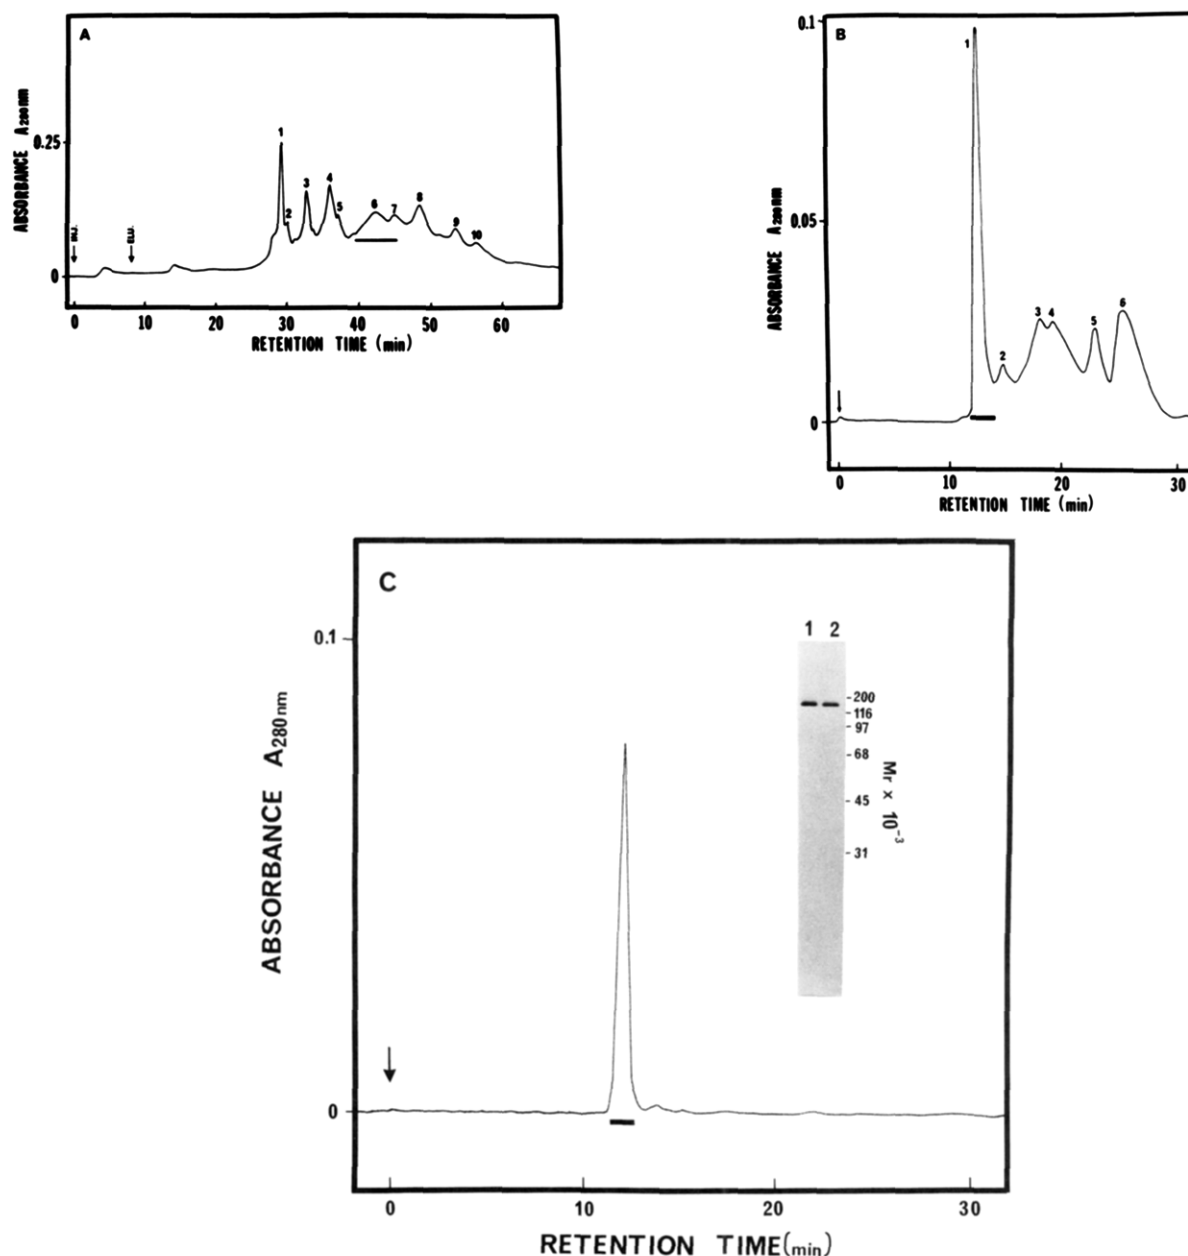 A
ABSORBANCE A280nm
0.25
0
INJ.
ELU.
1
2
3
4
5
6
7
8
9
10
0 10 20 30 40 50 60
RETENTION TIME (min)
B
ABSORBANCE A280nm
0.1
0.05
0
1
2
3
4
5
6
0 10 20 30
RETENTION TIME (min)
C
ABSORBANCE A280nm
0.1
0
1 2
200
116
97
68
45
31
Mr x 10-3
0 10 20 30
RETENTION TIME(min)